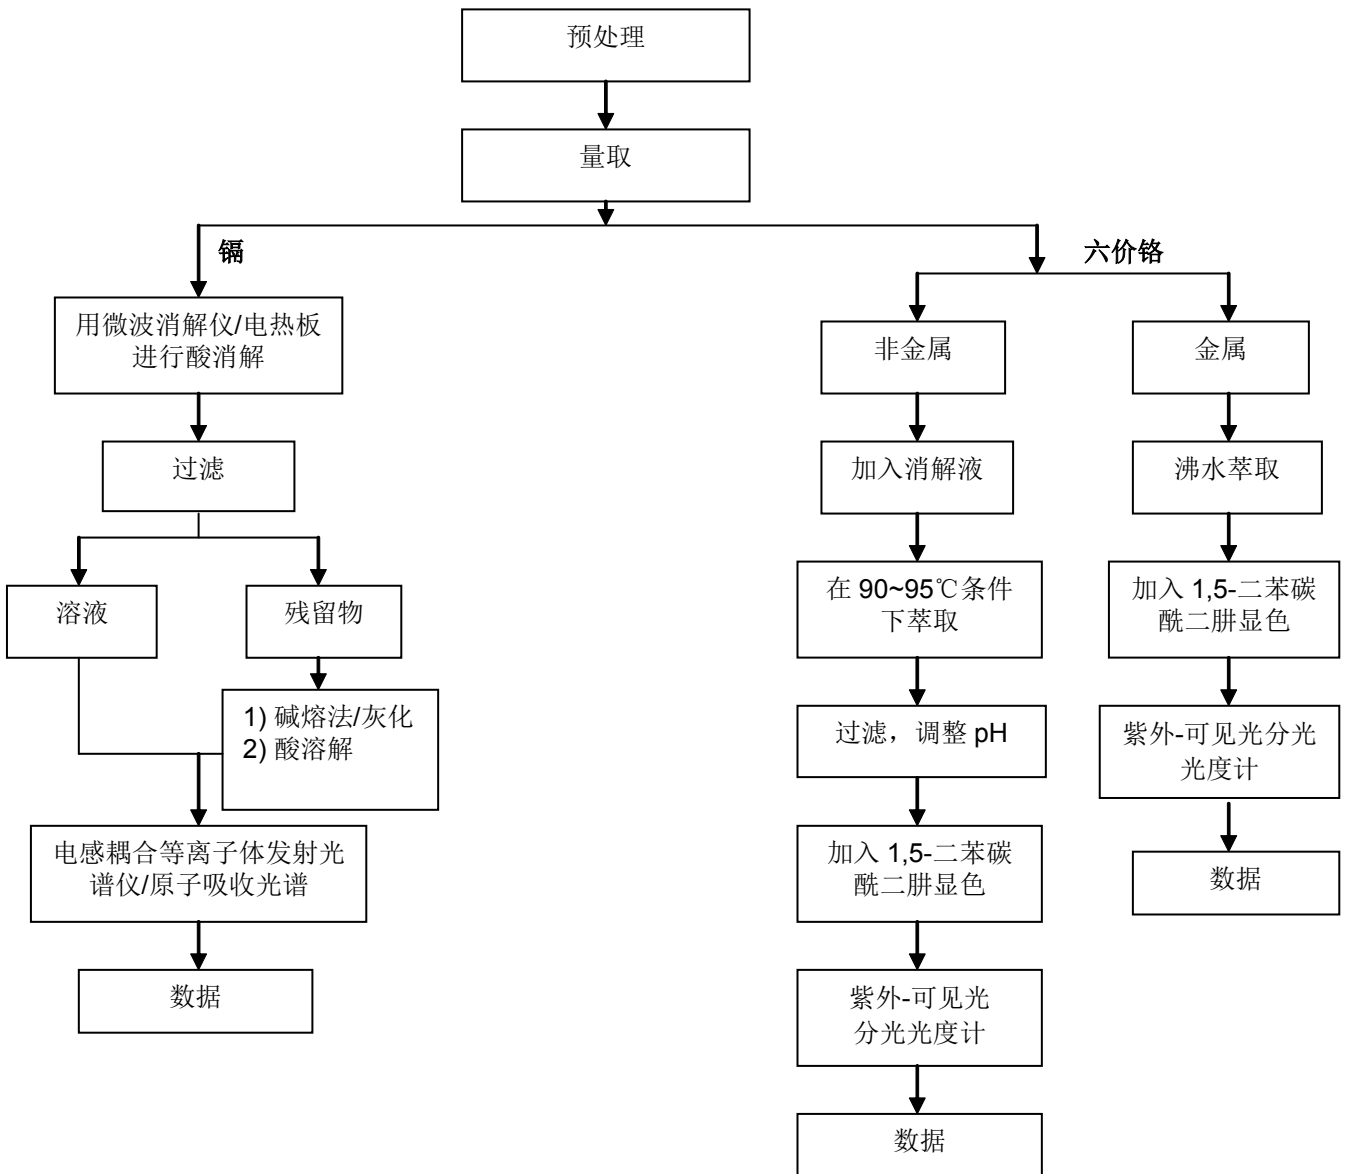 预处理
量取
镉
六价铬
用微波消解仪/电热板
进行酸消解
过滤
溶液
残留物
1) 碱熔法/灰化
2) 酸溶解
电感耦合等离子体发射光
谱仪/原子吸收光谱
数据
非金属
加入消解液
在 90~95℃条件
下萃取
过滤，调整 pH
加入 1,5-二苯碳
酰二肼显色
紫外-可见光
分光光度计
数据
金属
沸水萃取
加入 1,5-二苯碳
酰二肼显色
紫外-可见光分光
光度计
数据